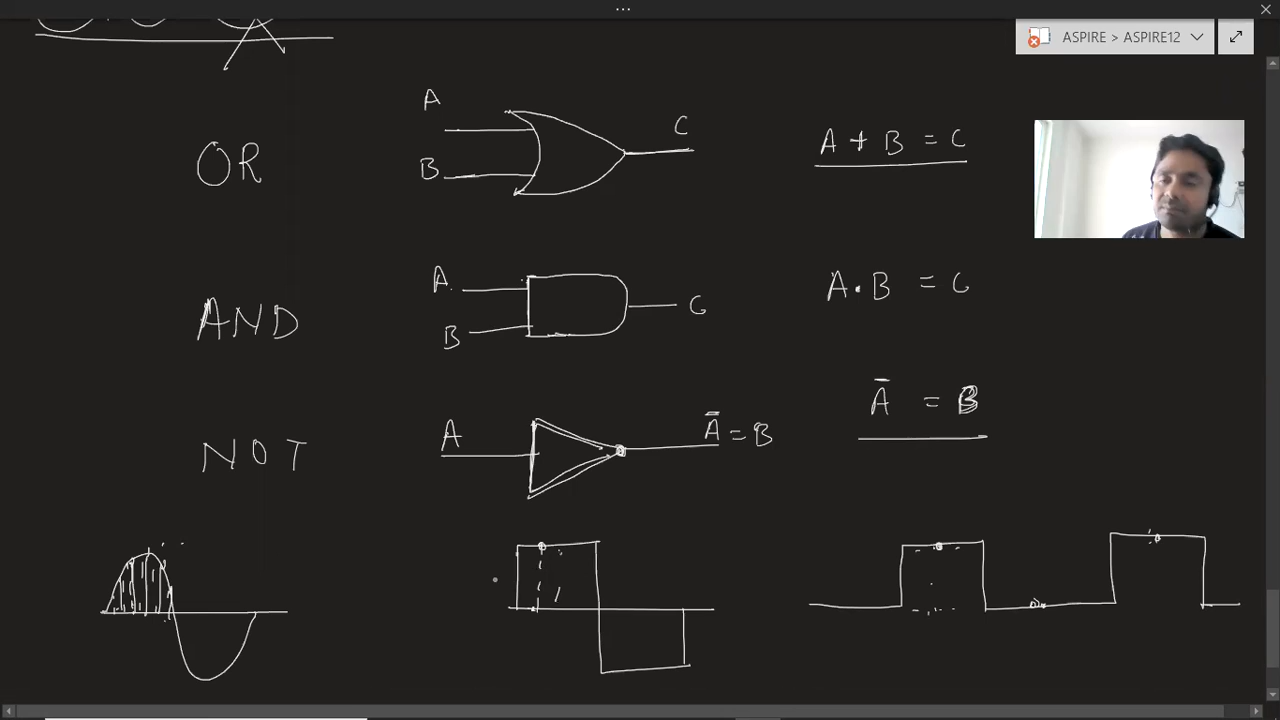 ASPIRE > ASPIRE12
OR
A
B
C
A + B = C
AND
A
B
C
A . B = C
NOT
A
Ā = B
Ā = B